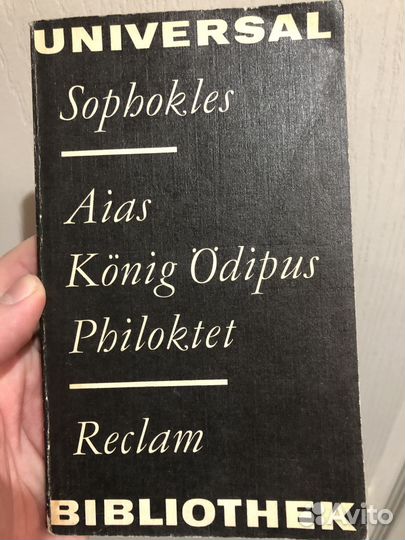 UNIVERSAL
Sophokles
Aias
König Ödipus
Philoktet
Reclam
BIBLIOTHEK
Avito